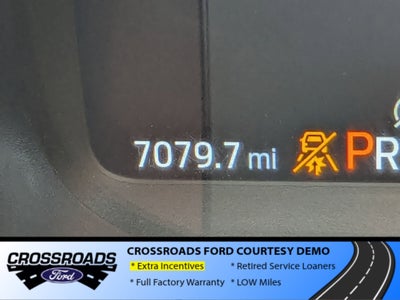 7079.7 mi PR
CROSSROADS
Ford
CROSSROADS FORD COURTESY DEMO
* Extra Incentives * Retired Service Loaners
* Full Factory Warranty * LOW Miles